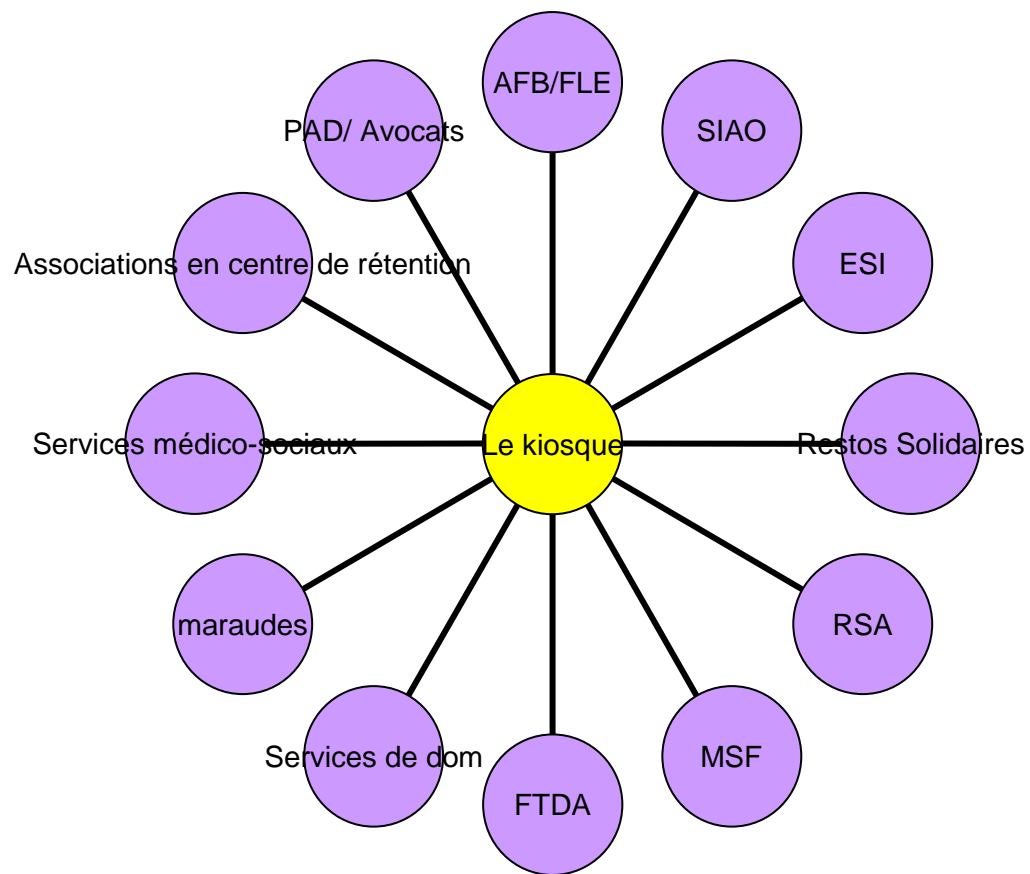 AFB/FLE
PAD/ Avocats
SIAO
Associations en centre de rétention
ESI
Services médico-sociaux
Le kiosque
Restos Solidaires
maraudes
RSA
Services de dom
MSF
FTDA